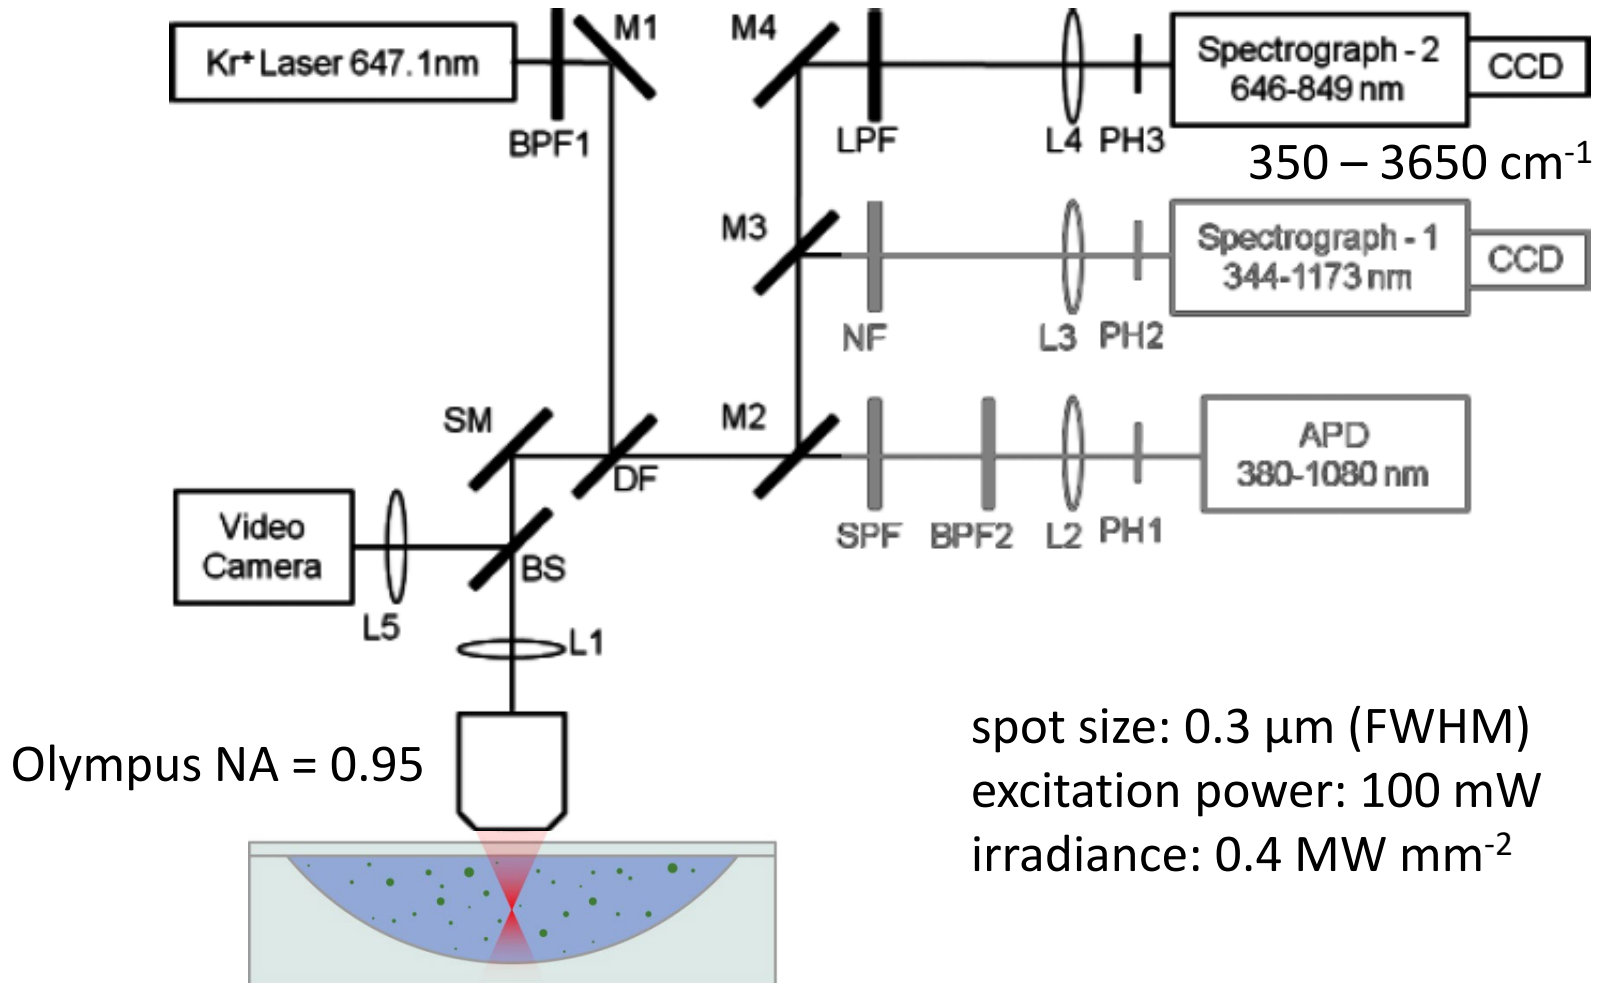 Kr⁺ Laser 647.1nm
BPF1
M1
M4
LPF
L4
PH3
Spectrograph - 2
646-849 nm
CCD
350 – 3650 cm⁻¹
M3
NF
L3
PH2
Spectrograph - 1
344-1173 nm
CCD
SM
DF
M2
SPF
BPF2
L2
PH1
APD
380-1080 nm
Video
Camera
L5
BS
L1
Olympus NA = 0.95
spot size: 0.3 µm (FWHM)
excitation power: 100 mW
irradiance: 0.4 MW mm⁻²